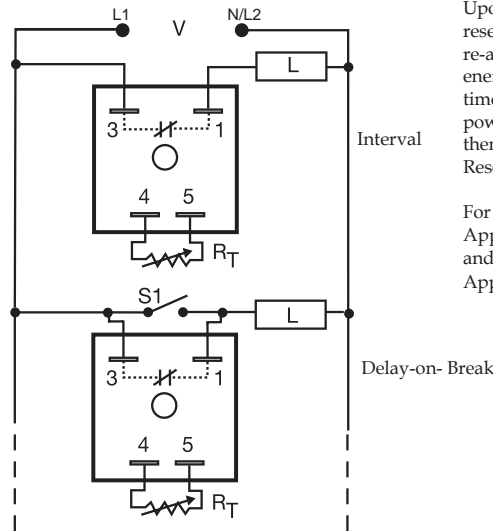 L1 V N/L2
L
3 1
4 5
RT
Interval
S1
L
3 1
4 5
RT
Delay-on- Break
Upo
rese
re-a
ener
time
pow
then
Rese
For
App
and
App